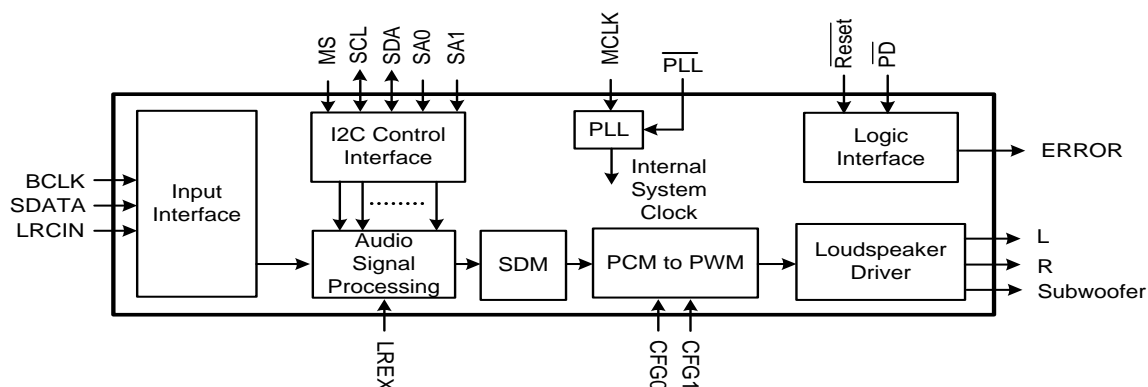 MS
SCL
SDA
SA0
SA1
MCLK
PLL
Reset
PD
I2C Control
Interface
PLL
Logic
Interface
ERROR
Internal
System
Clock
BCLK
SDATA
LRCIN
Input
Interface
........
Audio
Signal
Processing
SDM
PCM to PWM
Loudspeaker
Driver
L
R
Subwoofer
LREX
CFG0
CFG1